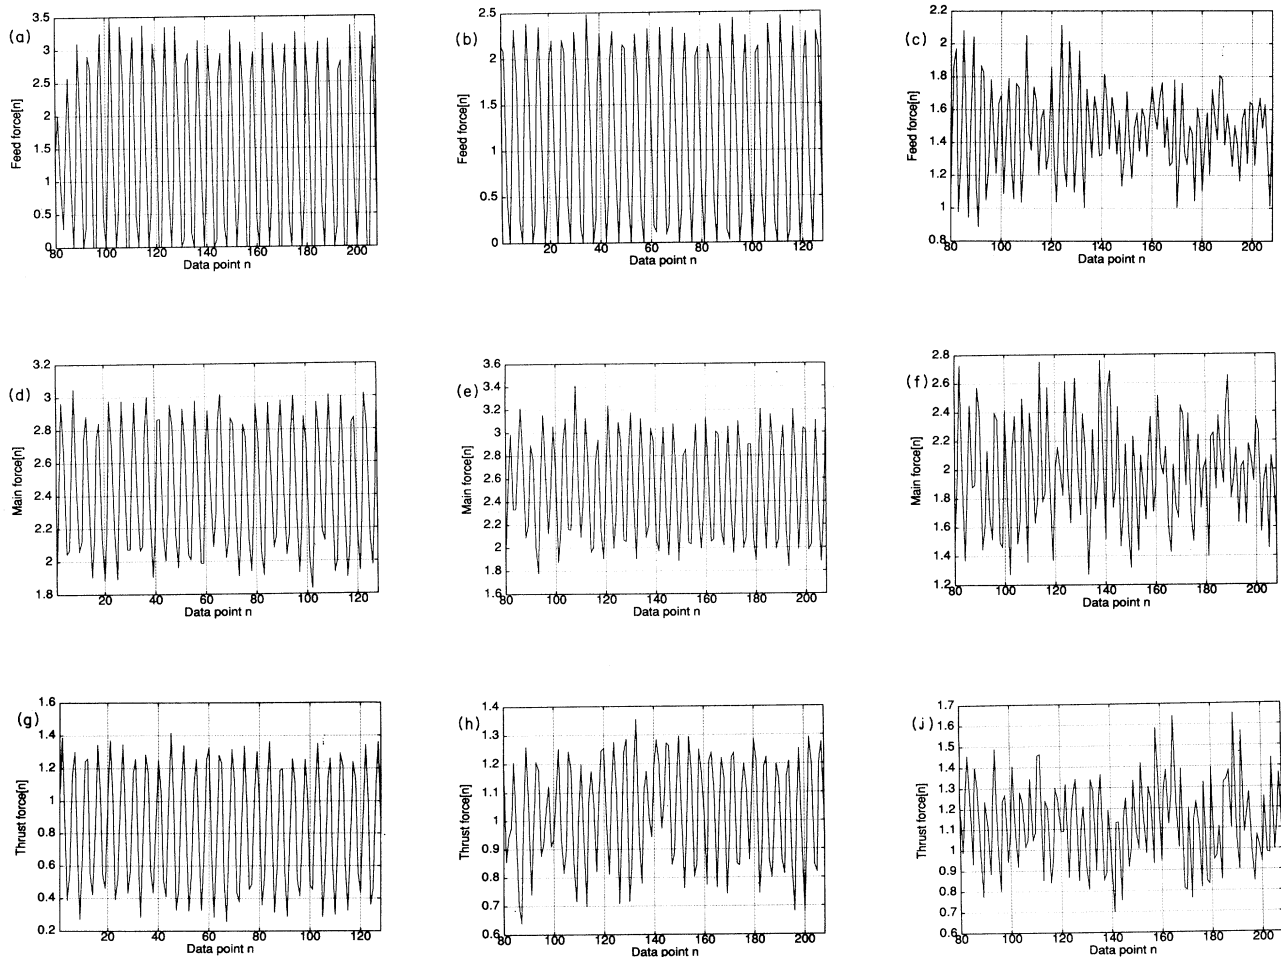 (a)
Feed force[n]
3.5
3
2.5
2
1.5
1
0.5
0
80 100 120 140 160 180 200
Data point n
(b)
Feed force[n]
2.5
2
1.5
1
0.5
0
20 40 60 80 100 120
Data point n
(c)
Feed force[n]
2.2
2
1.8
1.6
1.4
1.2
1
0.8
80 100 120 140 160 180 200
Data point n
(d)
Main force[n]
3.2
3
2.8
2.6
2.4
2.2
2
1.8
20 40 60 80 100 120
Data point n
(e)
Main force[n]
3.6
3.4
3.2
3
2.8
2.6
2.4
2.2
2
1.8
1.6
80 100 120 140 160 180 200
Data point n
(f)
Main force[n]
2.8
2.6
2.4
2.2
2
1.8
1.6
1.4
1.2
80 100 120 140 160 180 200
Data point n
(g)
Thrust force[n]
1.6
1.4
1.2
1
0.8
0.6
0.4
0.2
20 40 60 80 100 120
Data point n
(h)
Thrust force[n]
1.4
1.3
1.2
1.1
1
0.9
0.8
0.7
0.6
80 100 120 140 160 180 200
Data point n
(j)
Thrust force[n]
1.7
1.6
1.5
1.4
1.3
1.2
1.1
1
0.9
0.8
0.7
0.6
80 100 120 140 160 180 200
Data point n